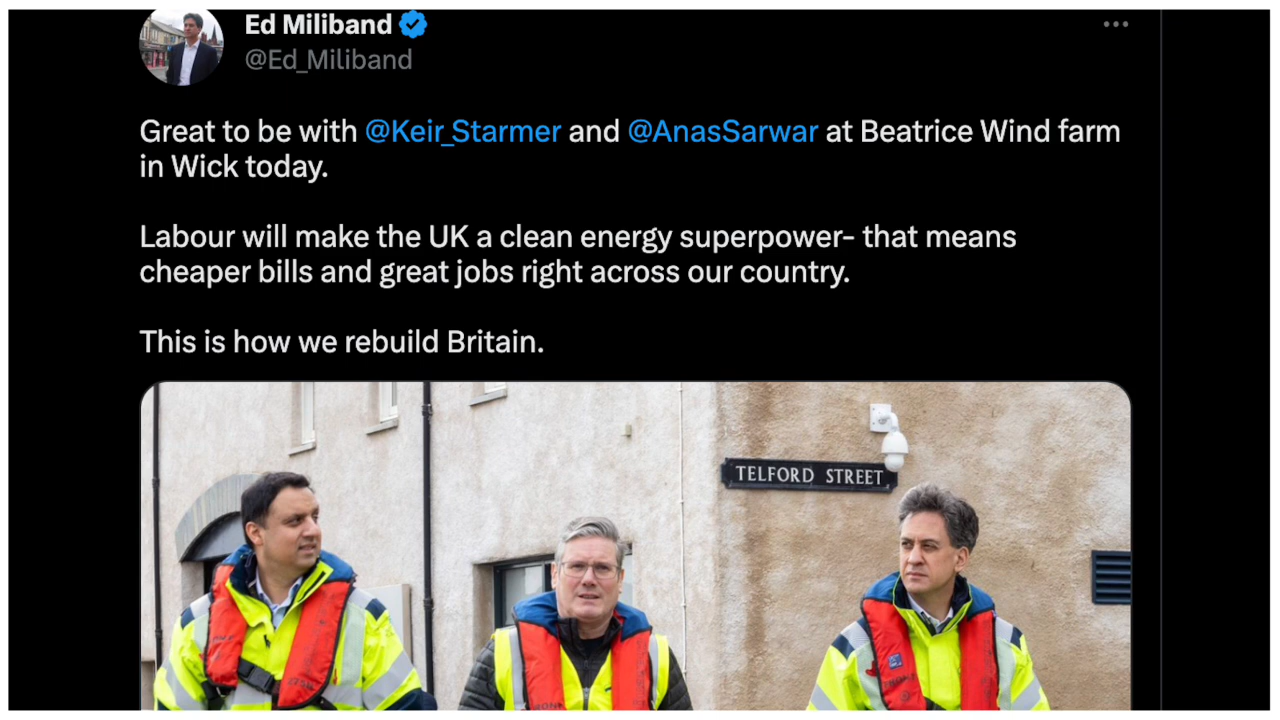 Ed Miliband
@Ed_Miliband
Great to be with @Keir_Starmer and @AnasSarwar at Beatrice Wind farm
in Wick today.
Labour will make the UK a clean energy superpower- that means
cheaper bills and great jobs right across our country.
This is how we rebuild Britain.
TELFORD STREET